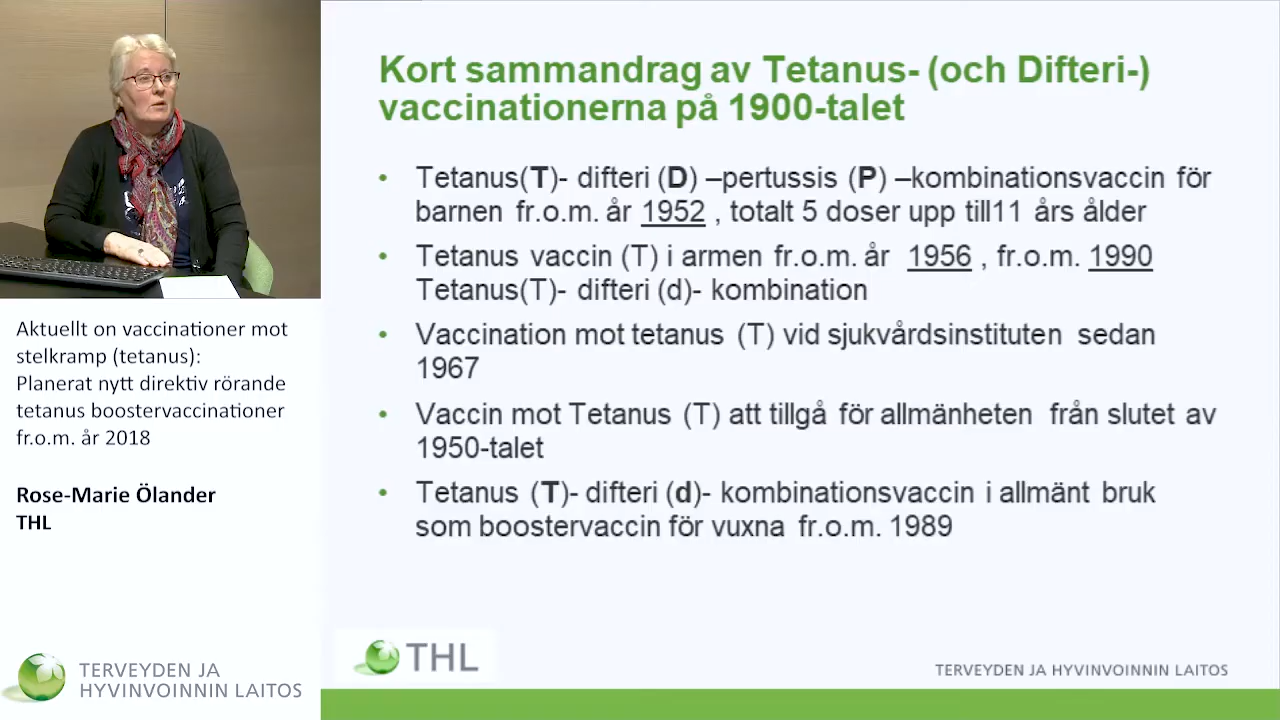 Kort sammandrag av Tetanus- (och Difteri-)
vaccinationerna på 1900-talet
• Tetanus(T)- difteri (D) –pertussis (P) –kombinationsvaccin för
barnen fr.o.m. år 1952 , totalt 5 doser upp till11 års ålder
• Tetanus vaccin (T) i armen fr.o.m. år 1956 , fr.o.m. 1990
Tetanus(T)- difteri (d)- kombination
• Vaccination mot tetanus (T) vid sjukvårdsinstituten sedan
1967
• Vaccin mot Tetanus (T) att tillgå för allmänheten från slutet av
1950-talet
• Tetanus (T)- difteri (d)- kombinationsvaccin i allmänt bruk
som boostervaccin för vuxna fr.o.m. 1989
THL
TERVEYDEN JA HYVINVOINNIN LAITOS
Aktuellt on vaccinationer mot
stelkramp (tetanus):
Planerat nytt direktiv rörande
tetanus boostervaccinationer
fr.o.m. år 2018
Rose-Marie Ölander
THL
TERVEYDEN JA
HYVINVOINNIN LAITOS